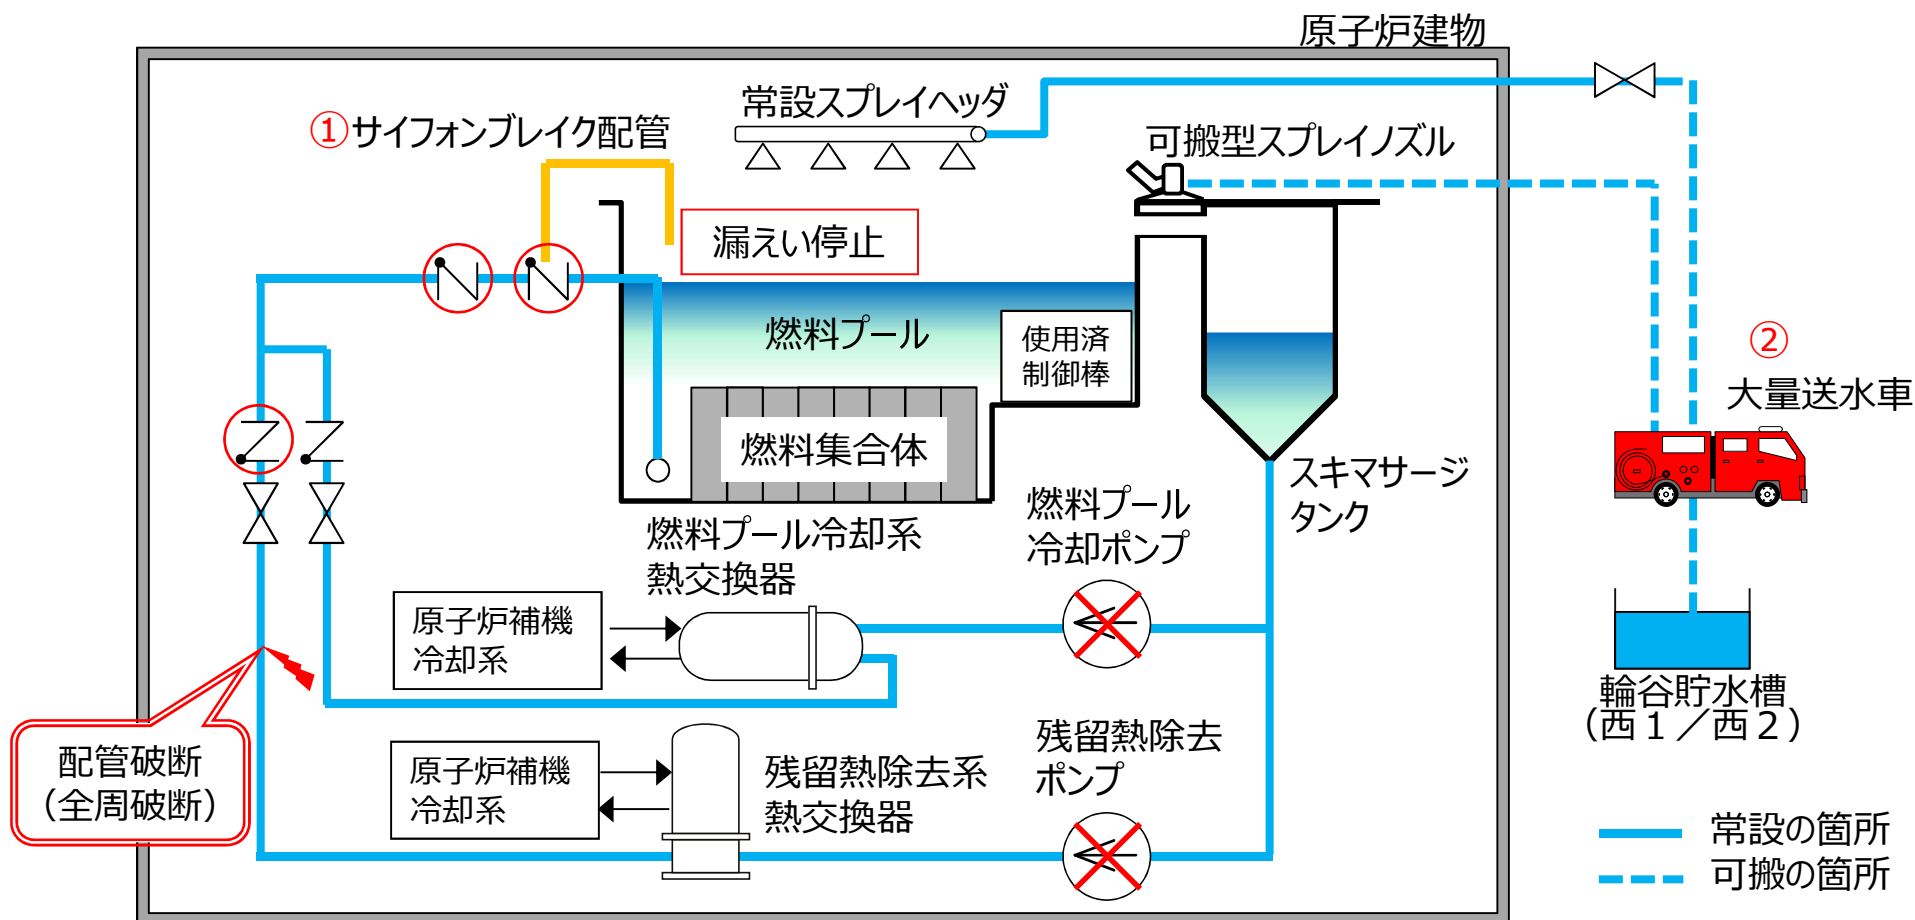 原子炉建物
常設スプレイヘッダ
①サイフォンブレイク配管
可搬型スプレイノズル
漏えい停止
燃料プール
使用済
制御棒
②
大量送水車
燃料集合体
スキマサージ
タンク
燃料プール冷却系
熱交換器
燃料プール
冷却ポンプ
原子炉補機
冷却系
輪谷貯水槽
（西１／西２）
配管破断
（全周破断）
原子炉補機
冷却系
残留熱除去系
熱交換器
残留熱除去
ポンプ
常設の箇所
可搬の箇所